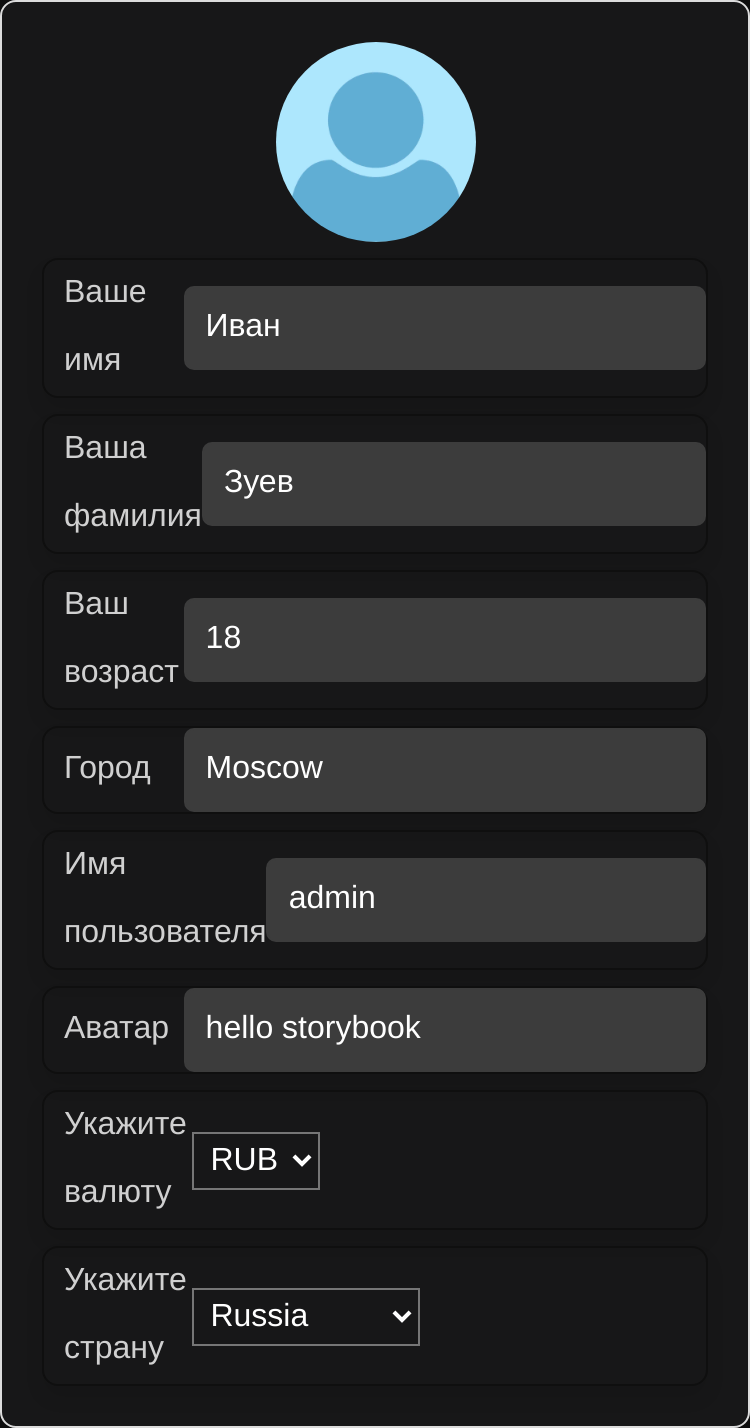 Ваше
имя
Иван
Ваша
фамилия
Зуев
Ваш
возраст
18
Город
Moscow
Имя
пользователя
admin
Аватар
hello storybook
Укажите
валюту
RUB
Укажите
страну
Russia